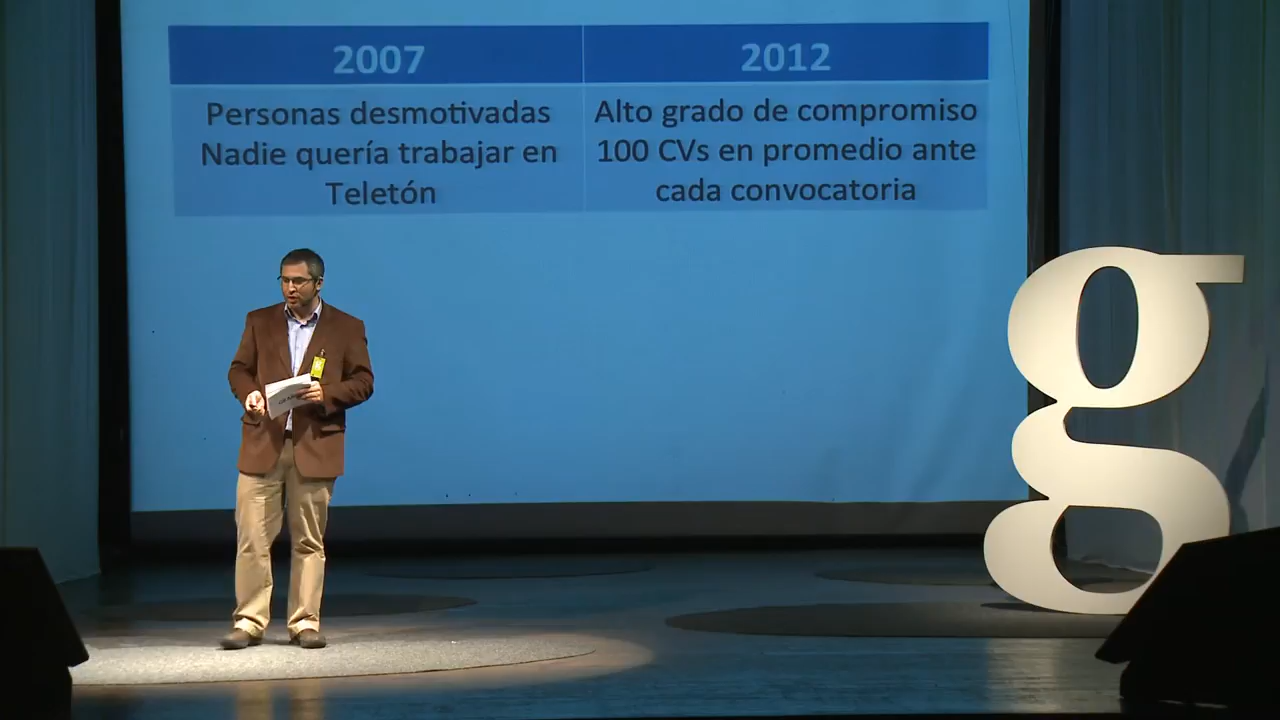 2007
2012
Personas desmotivadas
Nadie quería trabajar en
Teletón
Alto grado de compromiso
100 CVs en promedio ante
cada convocatoria
g